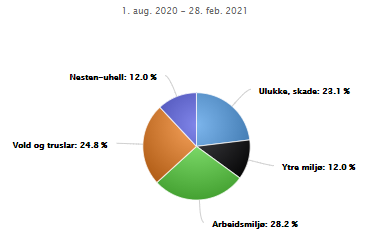 1. aug. 2020 - 28. feb. 2021
Nesten-uhell: 12.0 %
Ulukke, skade: 23.1 %
Vold og truslar: 24.8 %
Ytre miljø: 12.0 %
Arbeidsmiljø: 28.2 %